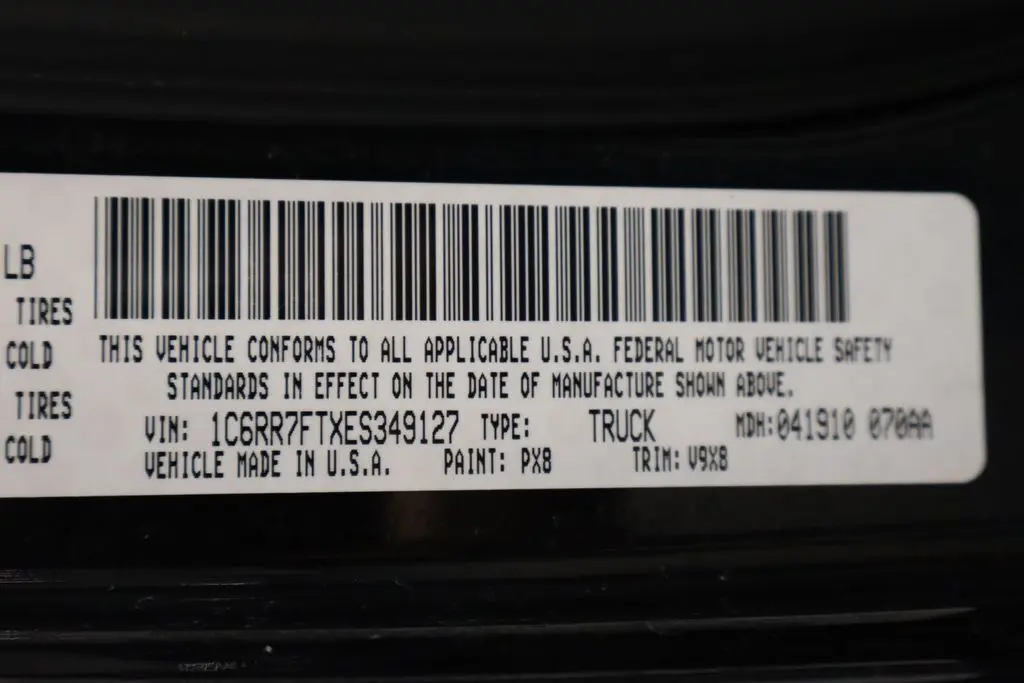 LB
TIRES
COLD
TIRES
COLD
THIS VEHICLE CONFORMS TO ALL APPLICABLE U.S.A. FEDERAL MOTOR VEHICLE SAFETY
STANDARDS IN EFFECT ON THE DATE OF MANUFACTURE SHOWN ABOVE.
VIN: 1C6RR7FTXES349127 TYPE: TRUCK MDH:041910 070AA
VEHICLE MADE IN U.S.A. PAINT: PX8 TRIM: V9X8